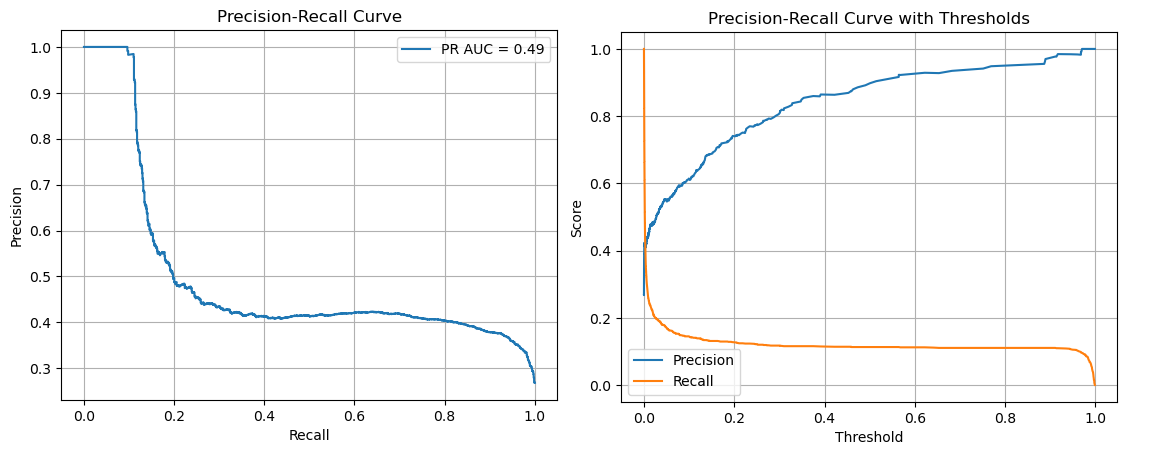 Precision-Recall Curve
PR AUC = 0.49
1.0
0.9
0.8
0.7
0.6
0.5
0.4
0.3
Precision
0.0 0.2 0.4 0.6 0.8 1.0
Recall
Precision-Recall Curve with Thresholds
1.0
0.8
0.6
0.4
0.2
0.0
Score
Precision
Recall
0.0 0.2 0.4 0.6 0.8 1.0
Threshold